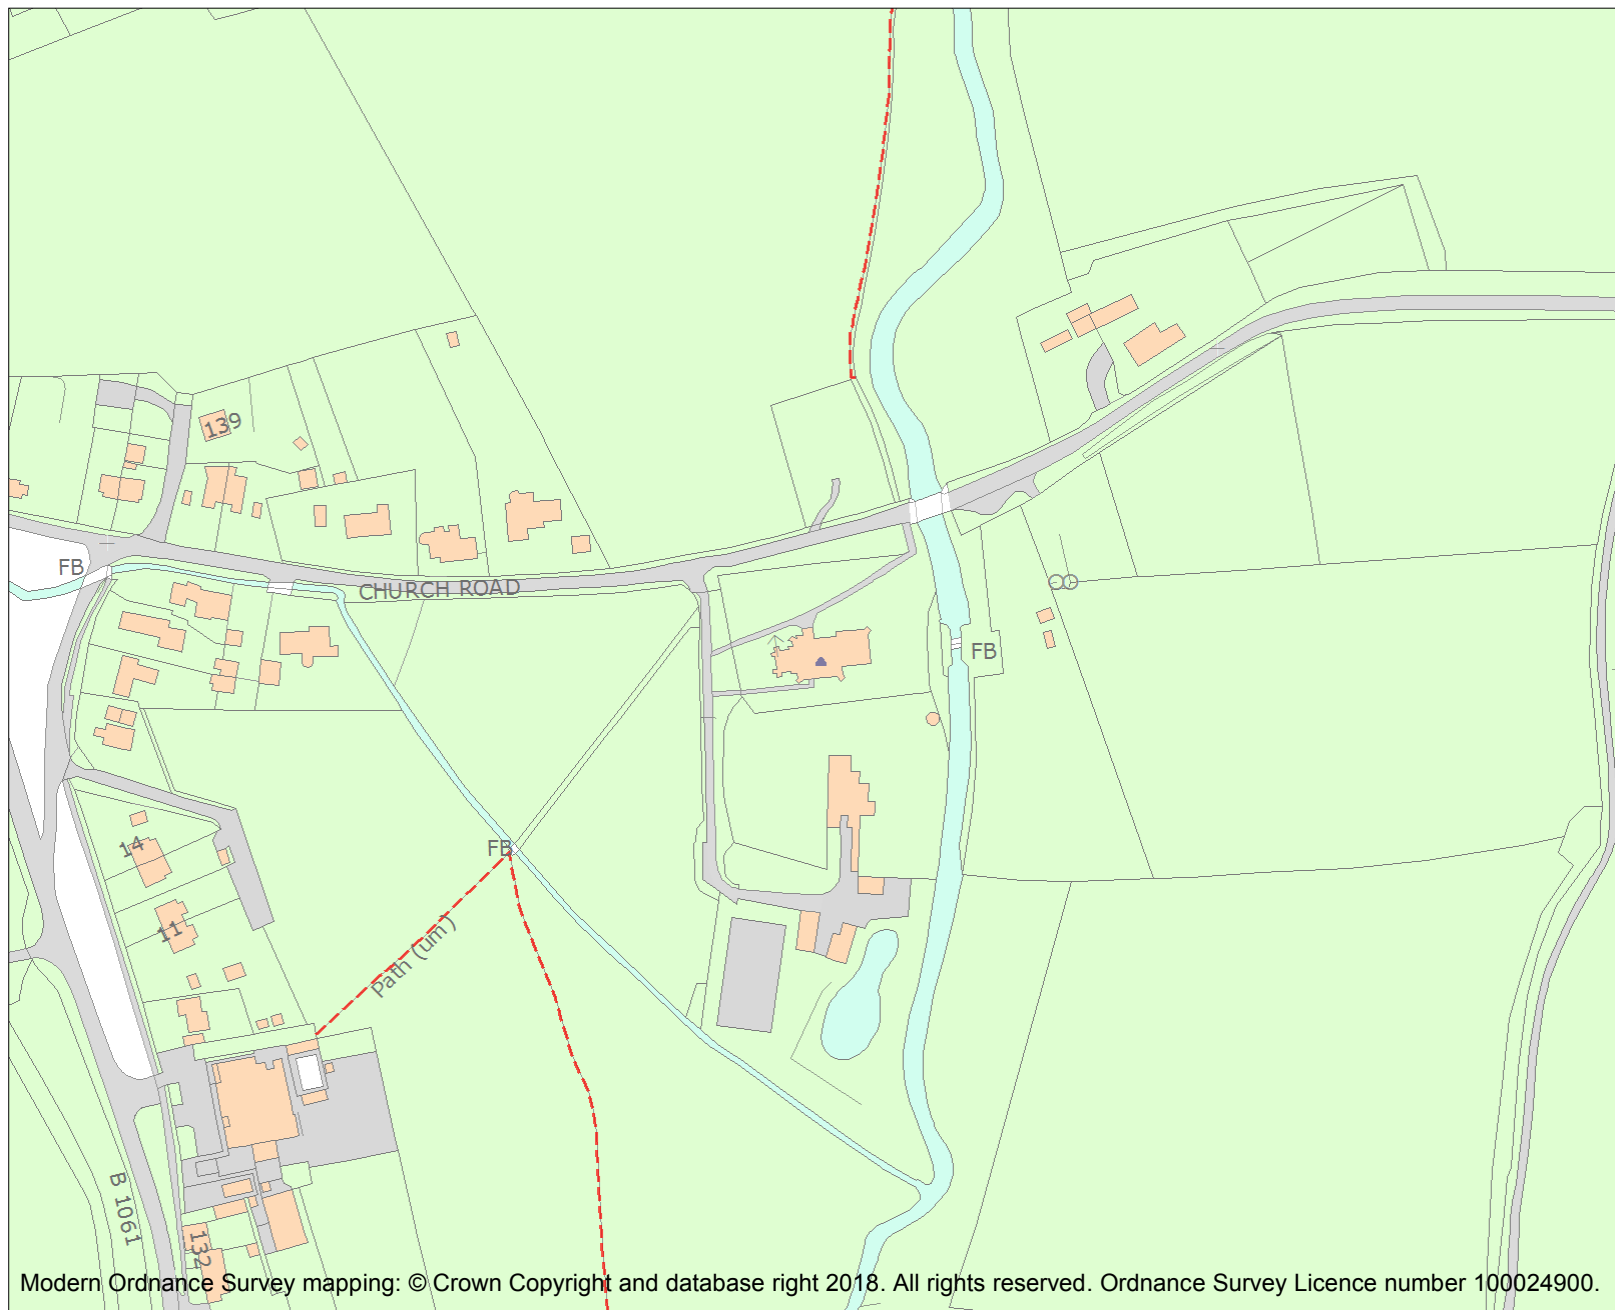 139
FB
CHURCH ROAD
FB
14
FB
11
Path (um)
B 1061
132
Modern Ordnance Survey mapping: © Crown Copyright and database right 2018. All rights reserved. Ordnance Survey Licence number 100024900.